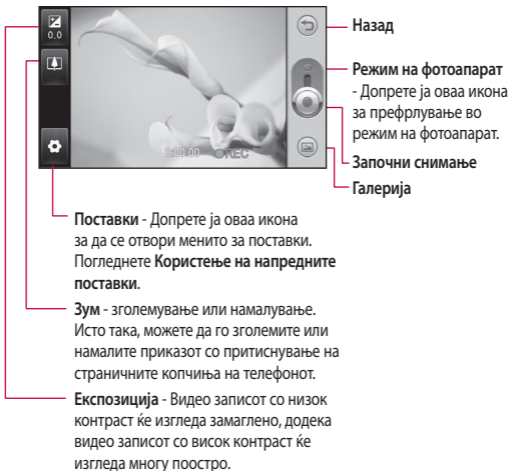 0.0
0:00.00 REC
Назад
Режим на фотоапарат
- Допрете ја оваа икона
за префрлување во
режим на фотоапарат.
Започни снимање
Галерија
Поставки - Допрете ја оваа икона
за да се отвори менито за поставки.
Погледнете Користење на напредните
поставки.
Зум - зголемување или намалување.
Исто така, можете да го зголемите или
намалите приказот со притиснување на
страничните копчиња на телефонот.
Експозиција - Видео записот со низок
контраст ќе изгледа замаглено, додека
видео записот со висок контраст ќе
изгледа многу поостро.